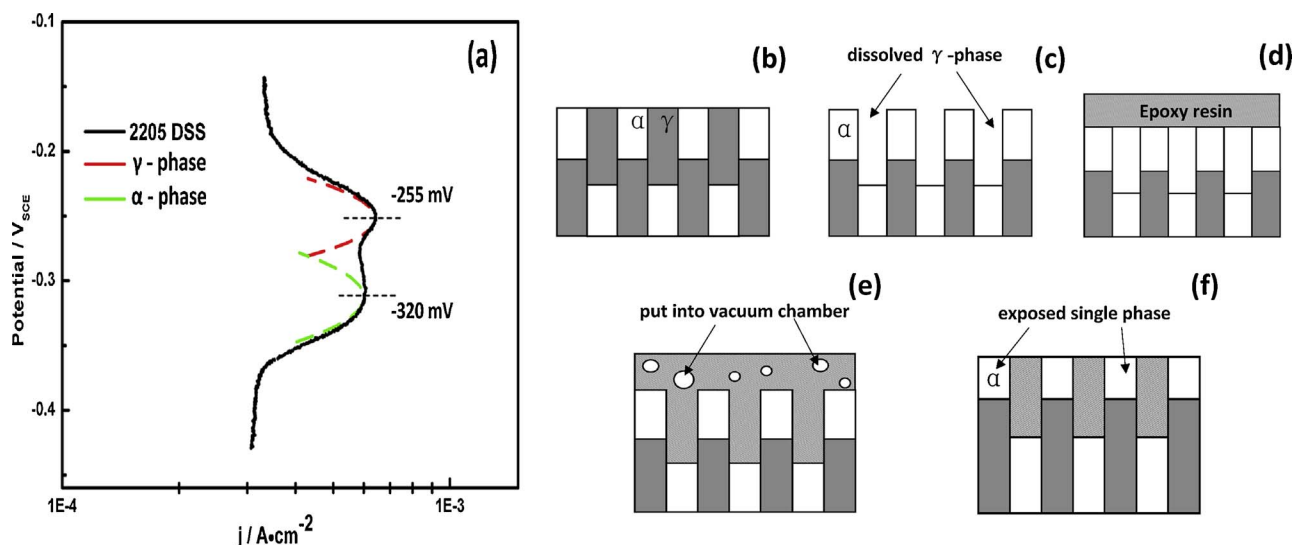 (a)
-0.1
-0.2
-0.3
-0.4
Potential / V_SCE
2205 DSS
γ - phase
α - phase
-255 mV
-320 mV
1E-4
1E-3
j / A•cm⁻²
(b)
α γ
(c)
dissolved γ -phase
α
(d)
Epoxy resin
(e)
put into vacuum chamber
(f)
exposed single phase
α